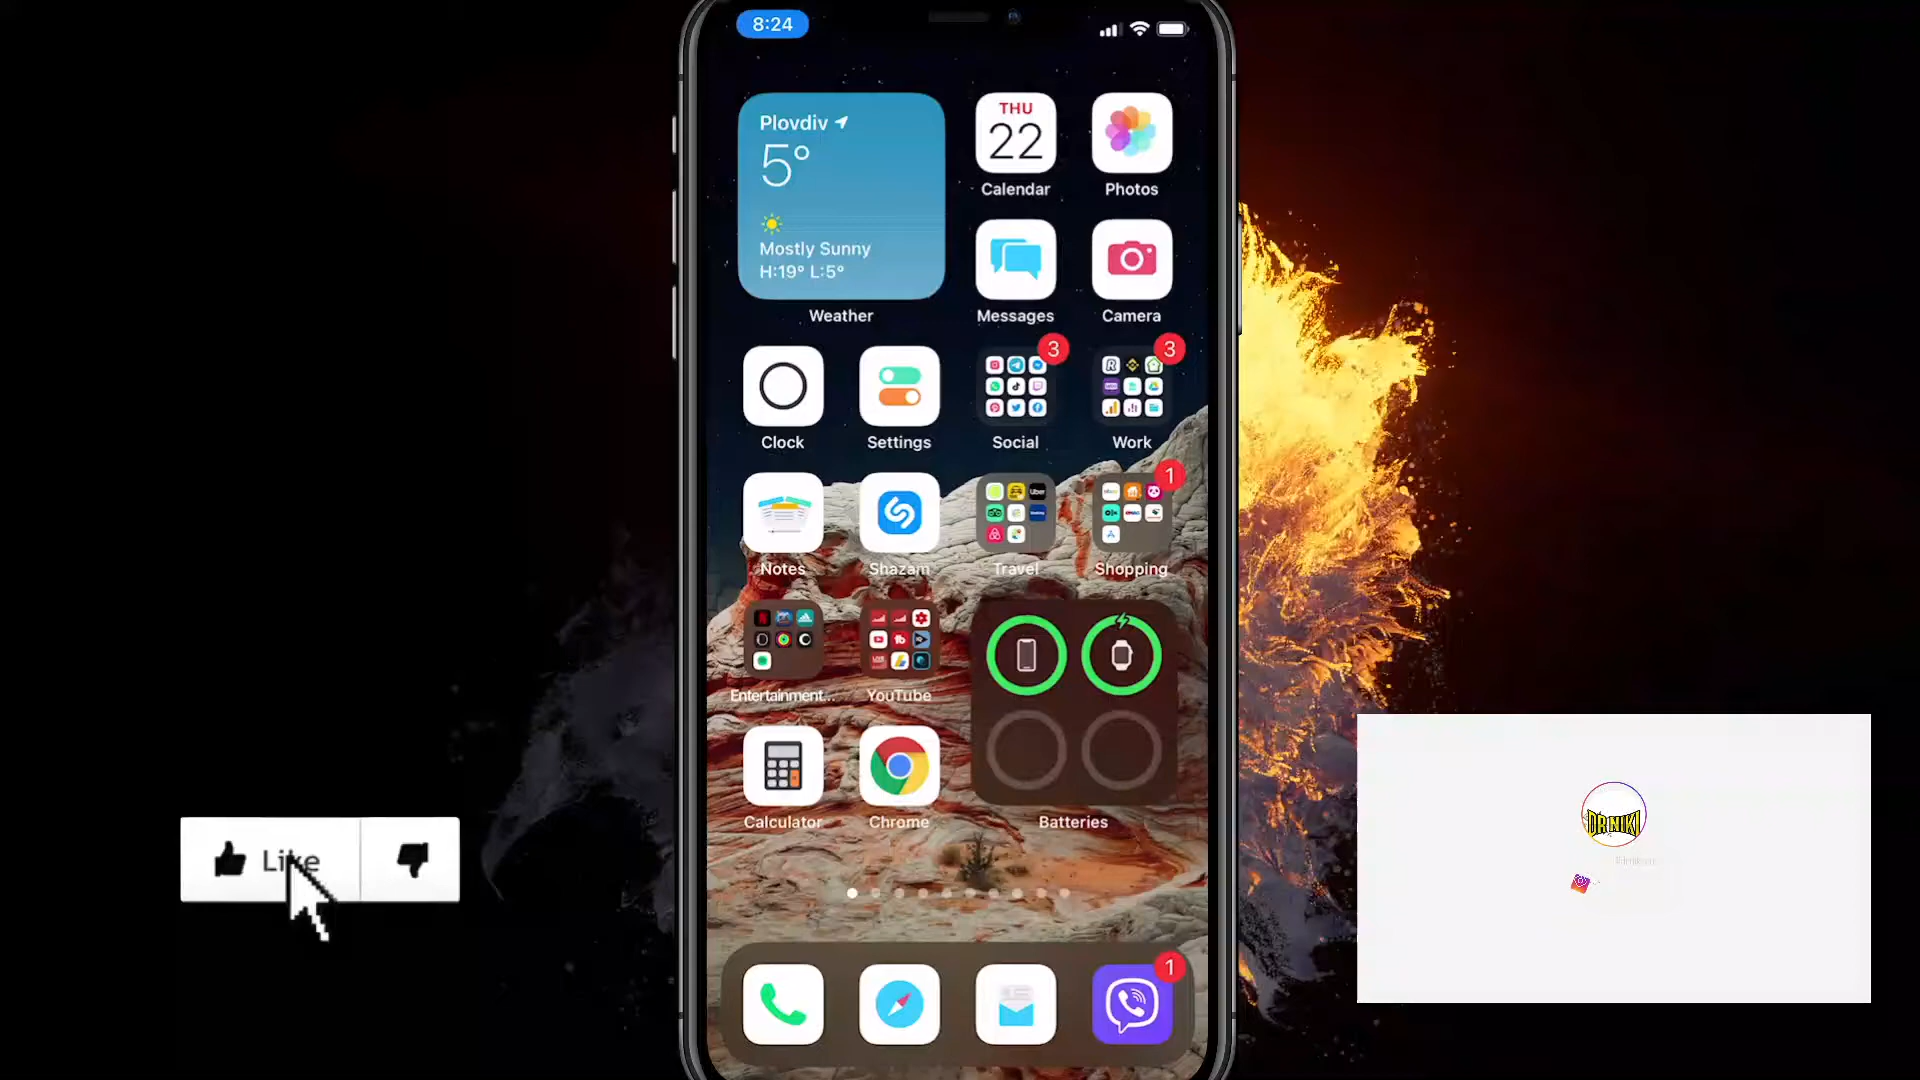 8:24
Plovdiv
5°
Mostly Sunny
H:19° L:5°
Weather
THU
22
Calendar
Photos
Messages
Camera
3
3
Clock
Settings
Social
Work
1
Uber
Notes
Shazam
Travel
Shopping
Entertainment...
YouTube
Calculator
Chrome
Batteries
1
Like
DRNIKI